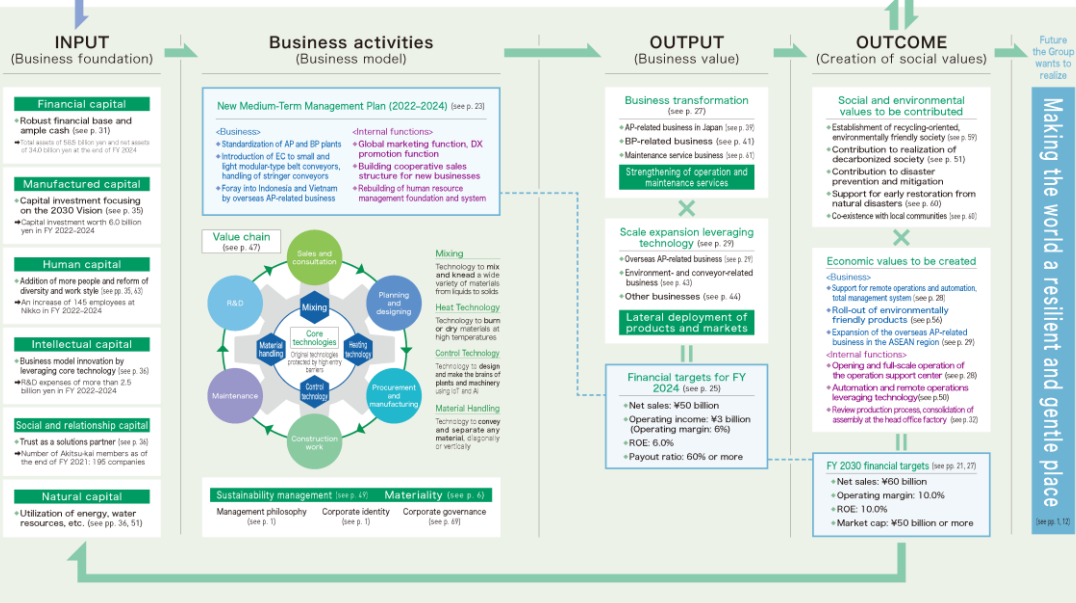 INPUT
(Business foundation)
Financial capital
Robust financial base and
ample cash (see p. 31)
➡Total assets of 56.5 billion yen and net assets
of 34.0 billion yen at the end of FY 2024
Manufactured capital
Capital investment focusing
on the 2030 Vision (see p. 35)
➡Capital investment worth 6.0 billion
yen in FY 2022–2024
Human capital
Addition of more people and reform of
diversity and work style (see pp. 35, 63)
➡An increase of 145 employees at
Nikko in FY 2022–2024
Intellectual capital
Business model innovation by
leveraging core technology (see p. 36)
➡R&D expenses of more than 2.5
billion yen in FY 2022–2024
Social and relationship capital
Trust as a solutions partner (see p. 36)
➡Number of Akitsu-kai members as of
the end of FY 2021: 195 companies
Natural capital
Utilization of energy, water
resources, etc. (see pp. 36, 51)
Business activities
(Business model)
New Medium-Term Management Plan (2022–2024) (see p. 23)
<Business>
Standardization of AP and BP plants
Introduction of EC to small and
light modular-type belt conveyors,
handling of stringer conveyors
Foray into Indonesia and Vietnam
by overseas AP-related business
<Internal functions>
Global marketing function, DX
promotion function
Building cooperative sales
structure for new businesses
Rebuilding of human resource
management foundation and system
Value chain
(see p. 47)
Sales and
consultation
Planning
and
designing
Procurement
and
manufacturing
Construction
work
Maintenance
R&D
Mixing
Heating
technology
Control
technology
Material
handling
Core
technologies
Original technologies
protected by high entry
barriers
Mixing
Technology to mix
and knead a wide
variety of materials
from liquids to solids
Heat Technology
Technology to burn
or dry materials at
high temperatures
Control Technology
Technology to design
and make the brains of
plants and machinery
using IoT and AI
Material Handling
Technology to convey
and separate any
material, diagonally
or vertically
Sustainability management (see p. 49) Materiality (see p. 6)
Management philosophy
(see p. 1)
Corporate identity
(see p. 1)
Corporate governance
(see p. 69)
OUTPUT
(Business value)
Business transformation
(see p. 27)
AP-related business in Japan (see p. 39)
BP-related business (see p. 41)
Maintenance service business (see p. 61)
Strengthening of operation and
maintenance services
×
Scale expansion leveraging
technology (see p. 29)
Overseas AP-related business (see p. 29)
Environment- and conveyor-related
business (see p. 43)
Other businesses (see p. 44)
Lateral deployment of
products and markets
Financial targets for FY
2024 (see p. 25)
Net sales: ¥50 billion
Operating income: ¥3 billion
(Operating margin: 6%)
ROE: 6.0%
Payout ratio: 60% or more
OUTCOME
(Creation of social values)
Social and environmental
values to be contributed
Establishment of recycling-oriented,
environmentally friendly society (see p. 59)
Contribution to realization of
decarbonized society (see p. 51)
Contribution to disaster
prevention and mitigation
Support for early restoration from
natural disasters (see p. 60)
Co-existence with local communities (see p. 60)
×
Economic values to be created
<Business>
Support for remote operations and automation,
total management system (see p. 28)
Roll-out of environmentally
friendly products (see p.56)
Expansion of the overseas AP-related
business in the ASEAN region (see p. 29)
<Internal functions>
Opening and full-scale operation of
the operation support center (see p. 28)
Automation and remote operations
leveraging technology(see p.50)
Review production process, consolidation of
assembly at the head office factory (see p. 32)
FY 2030 financial targets (see pp. 21, 27)
Net sales: ¥60 billion
Operating margin: 10.0%
ROE: 10.0%
Market cap: ¥50 billion or more
Future
the Group
wants to
realize
Making the world a resilient and gentle place
(see pp. 1, 12)